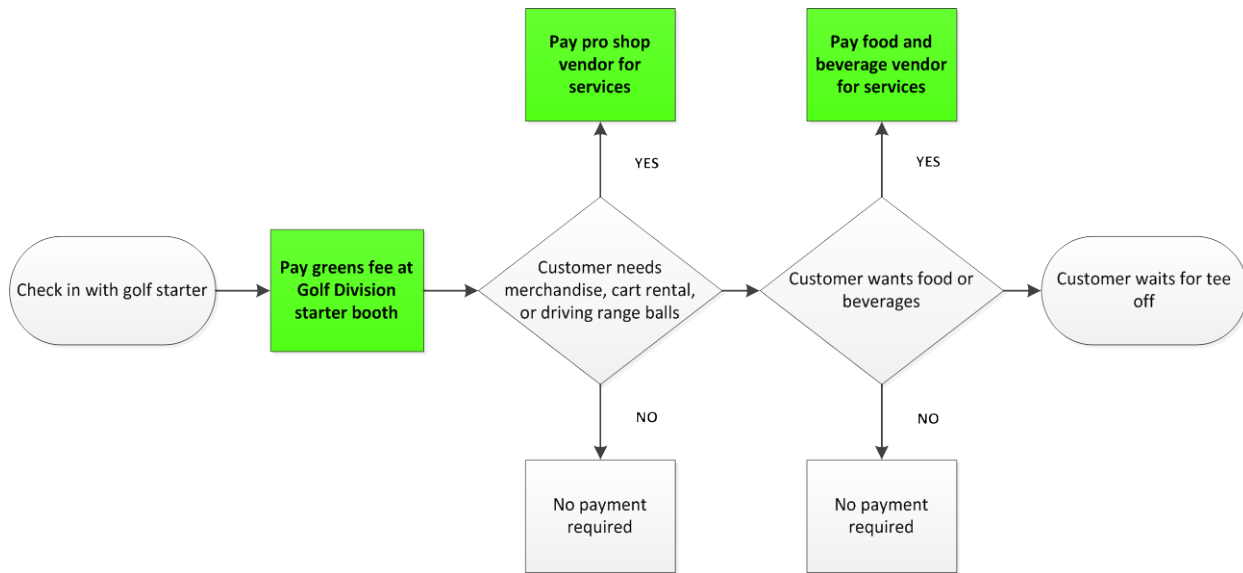 Check in with golf starter
Pay greens fee at
Golf Division
starter booth
Customer needs
merchandise, cart rental,
or driving range balls
YES
Pay pro shop
vendor for
services
NO
No payment
required
Customer wants food or
beverages
YES
Pay food and
beverage vendor
for services
NO
No payment
required
Customer waits for tee
off